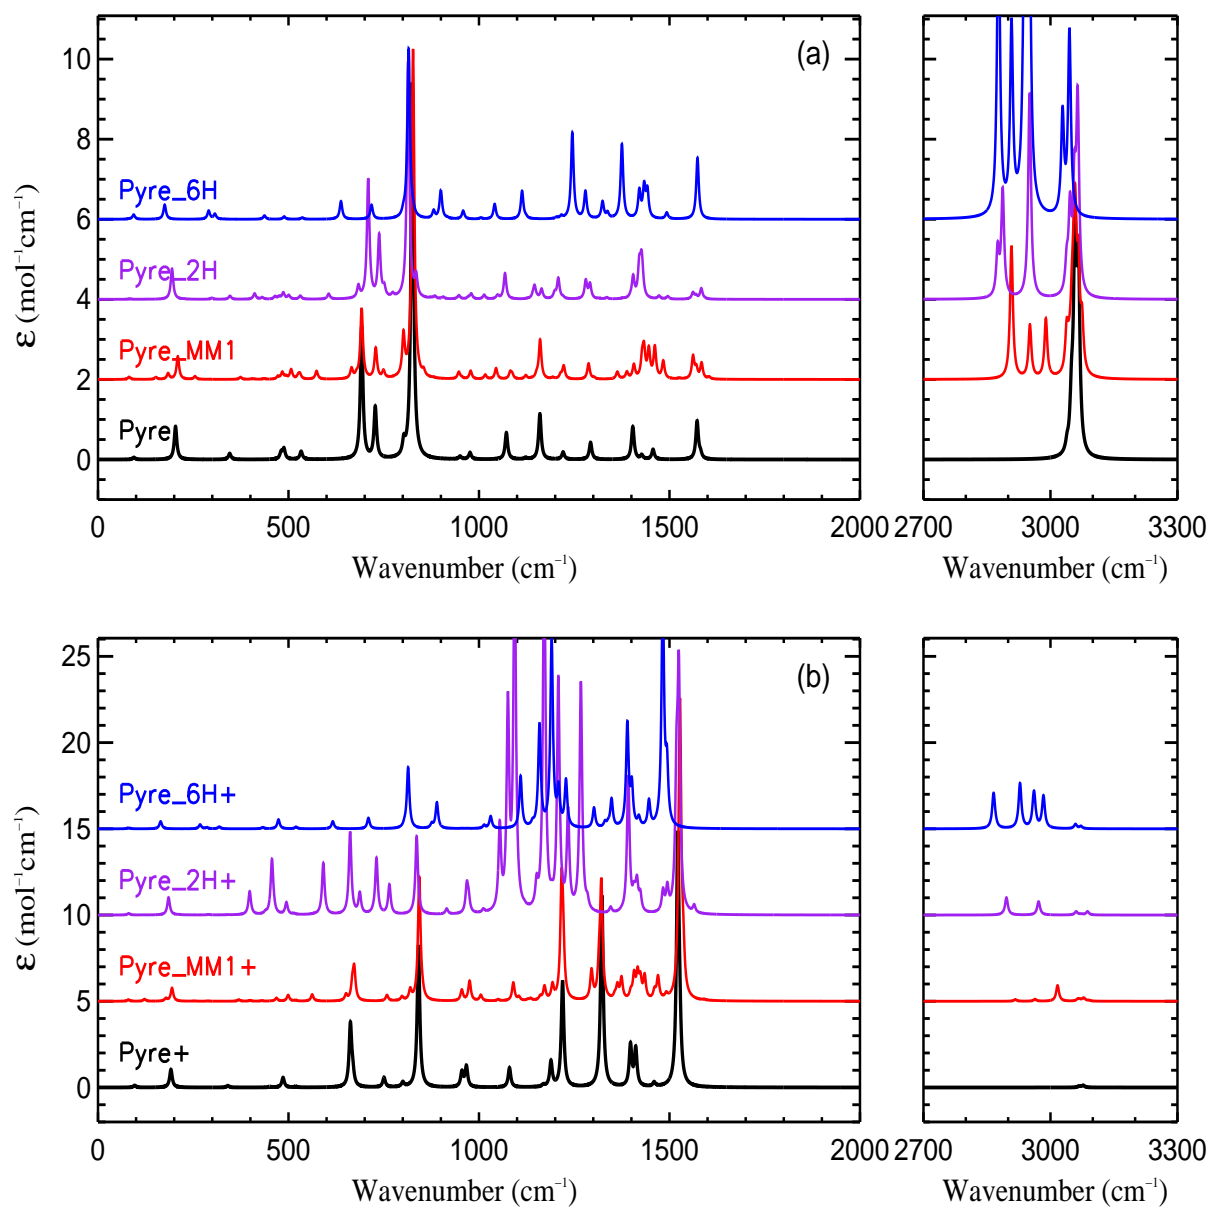 (a)
10
8
6
4
2
0
ε (mol⁻¹cm⁻¹)
Pyre_6H
Pyre_2H
Pyre_MM1
Pyre
0 500 1000 1500 2000 2700 3000 3300
Wavenumber (cm⁻¹) Wavenumber (cm⁻¹)
(b)
25
20
15
10
5
0
ε (mol⁻¹cm⁻¹)
Pyre_6H+
Pyre_2H+
Pyre_MM1+
Pyre+
0 500 1000 1500 2000 2700 3000 3300
Wavenumber (cm⁻¹) Wavenumber (cm⁻¹)